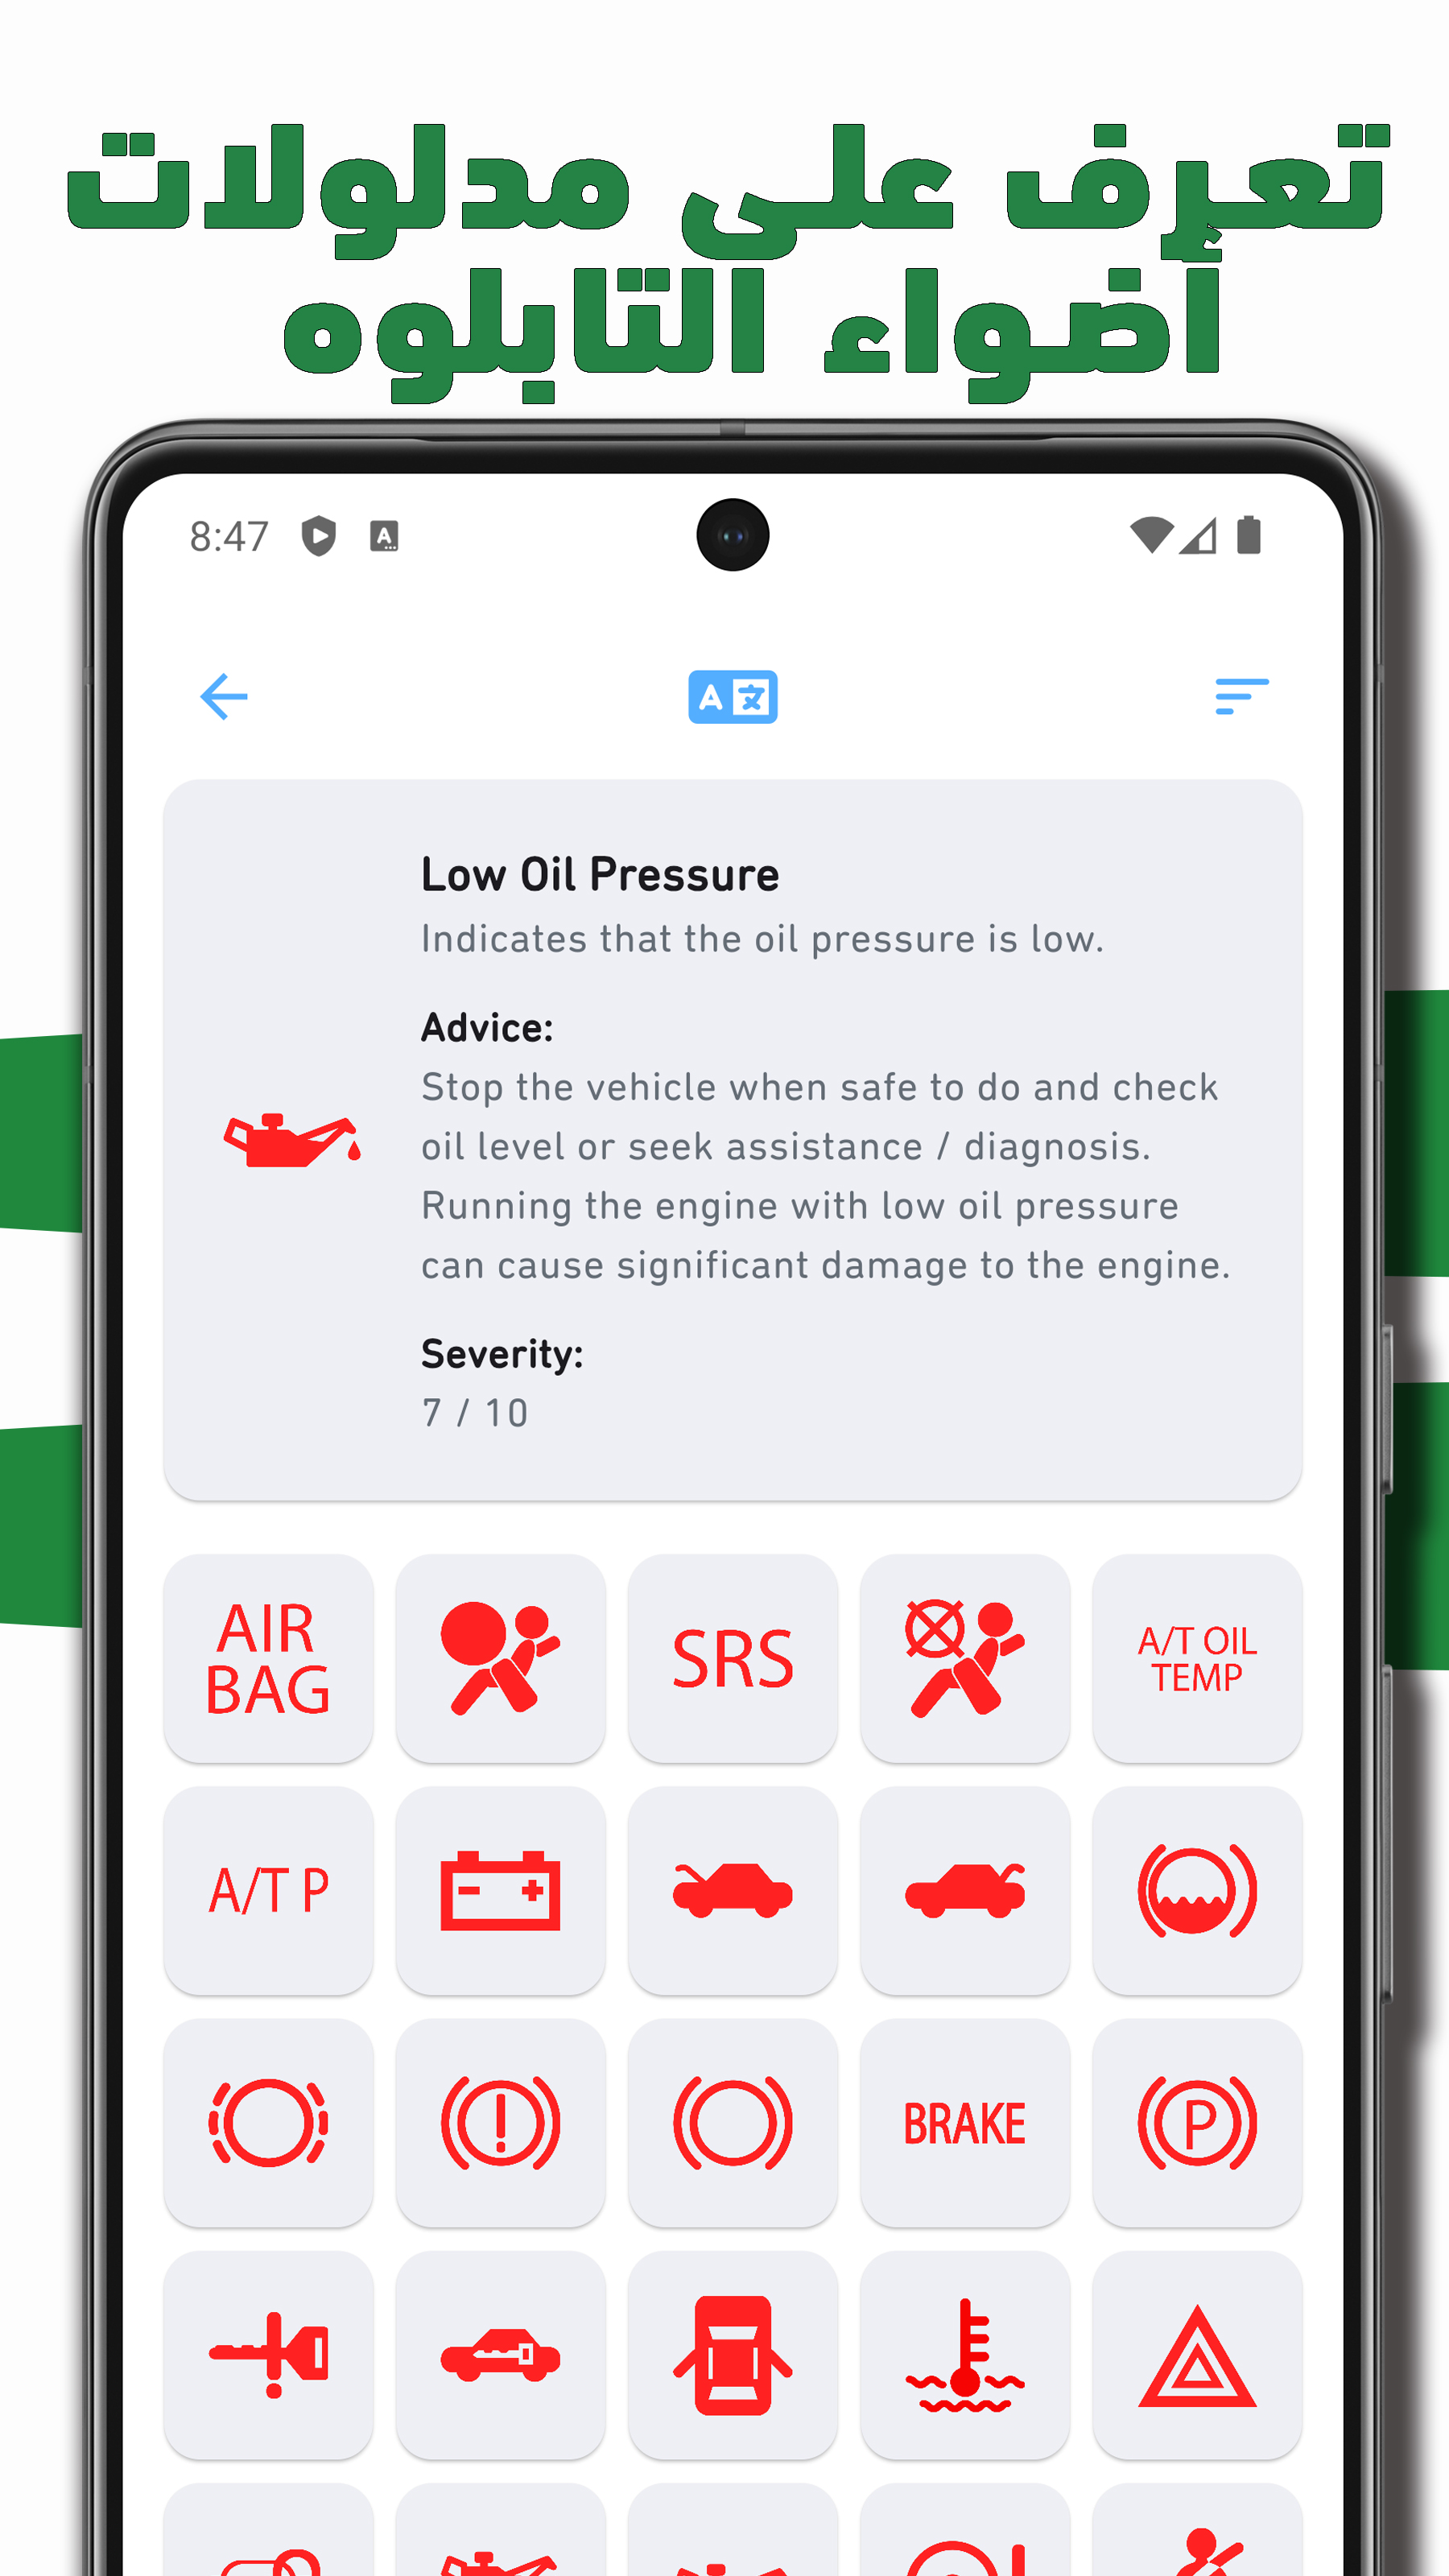 تعرف على مدلولات
أضواء التابلوه
8:47
A
A 文
Low Oil Pressure
Indicates that the oil pressure is low.
Advice:
Stop the vehicle when safe to do and check
oil level or seek assistance / diagnosis.
Running the engine with low oil pressure
can cause significant damage to the engine.
Severity:
7 / 10
AIR
BAG
SRS
A/T OIL
TEMP
A/T P
BRAKE
P